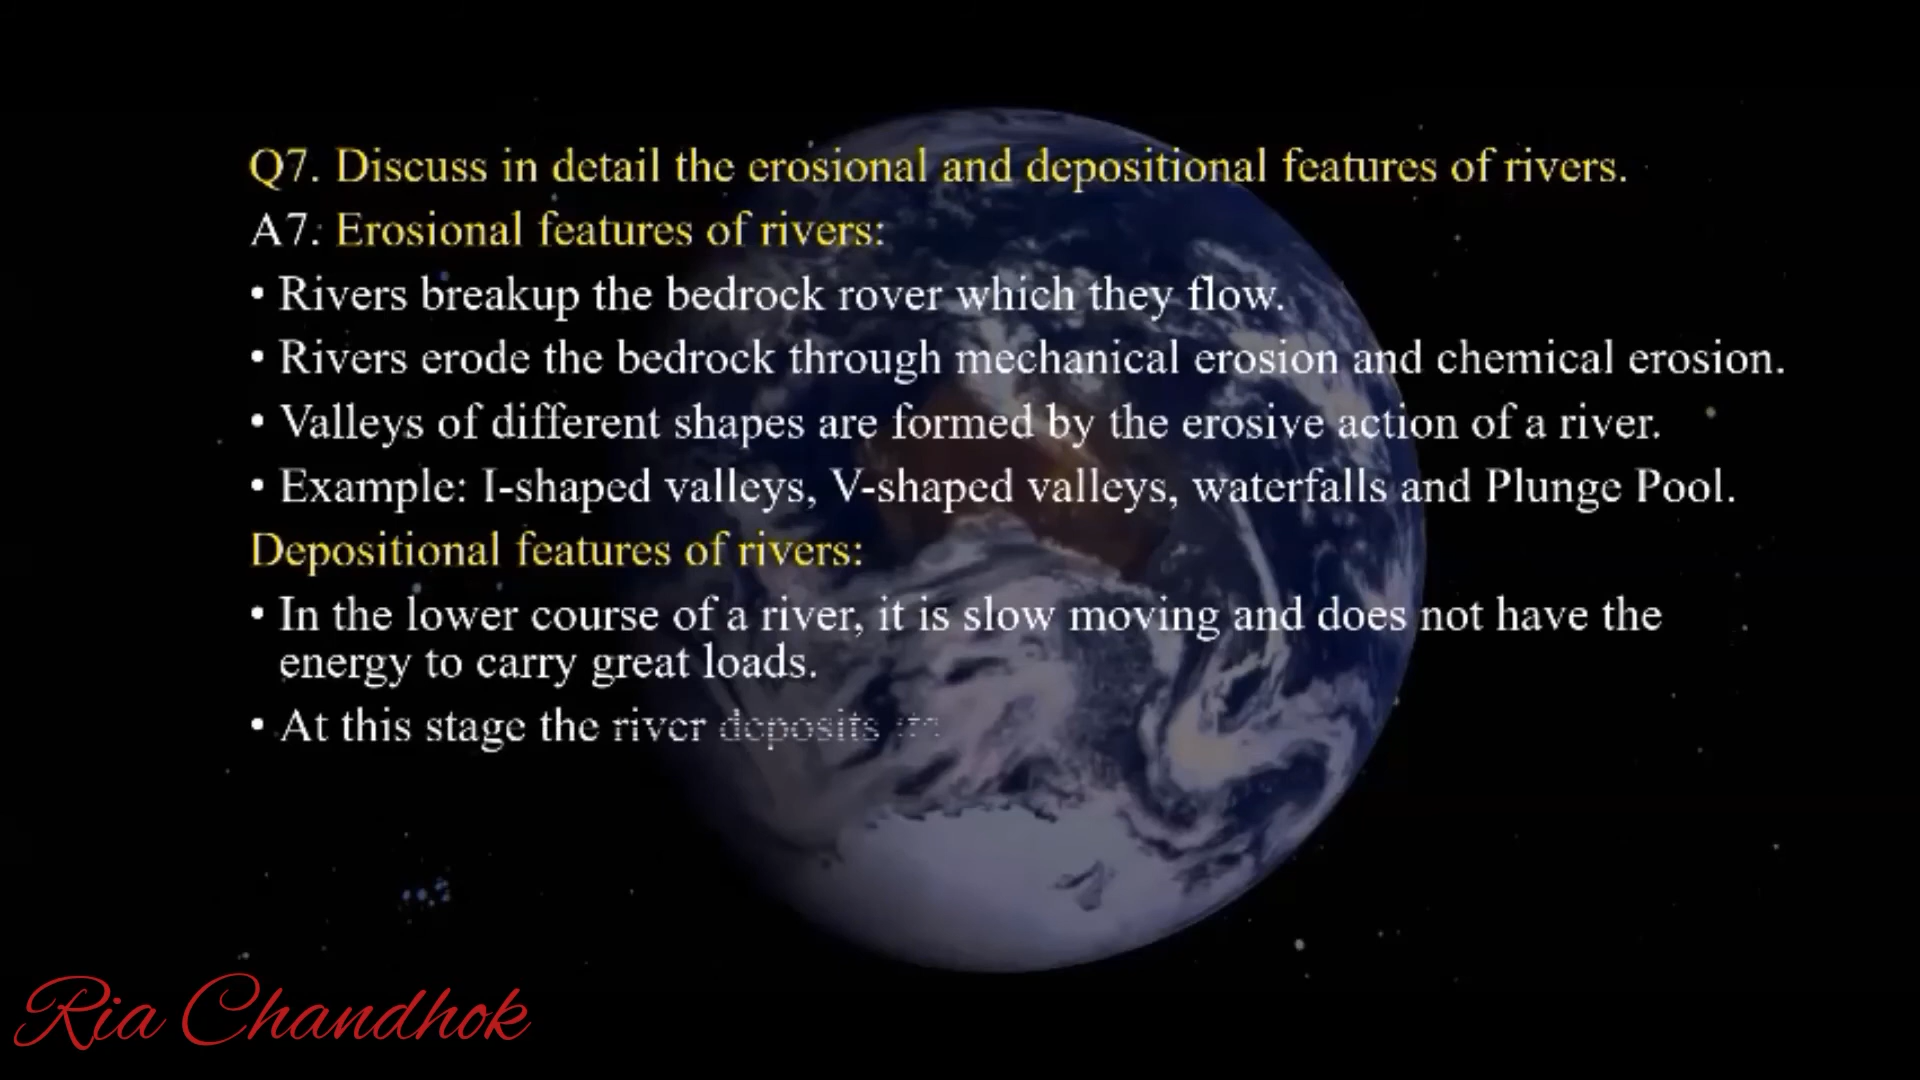 Q7. Discuss in detail the erosional and depositional features of rivers.
A7. Erosional features of rivers:
• Rivers breakup the bedrock rover which they flow.
• Rivers erode the bedrock through mechanical erosion and chemical erosion.
• Valleys of different shapes are formed by the erosive action of a river.
• Example: I-shaped valleys, V-shaped valleys, waterfalls and Plunge Pool.
Depositional features of rivers:
• In the lower course of a river, it is slow moving and does not have the
energy to carry great loads.
• At this stage the river deposits
Ria Chandhok